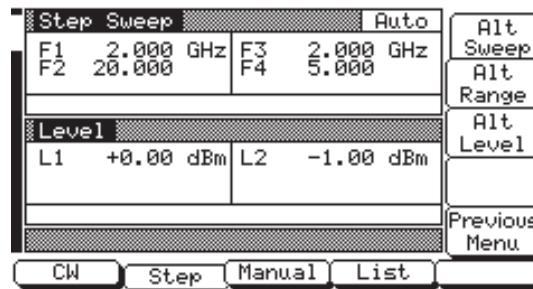 Step Sweep Auto
F1 2.000 GHz F3 2.000 GHz
F2 20.000 F4 5.000
Level
L1 +0.00 dBm L2 -1.00 dBm
Alt
Sweep
Alt
Range
Alt
Level
Previous
Menu
CW Step Manual List